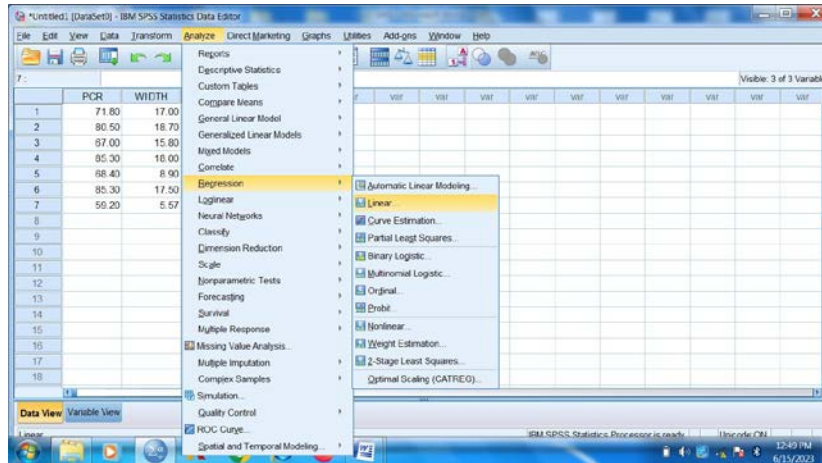 *Untitled1 [DataSet0] - IBM SPSS Statistics Data Editor
File Edit View Data Transform Analyze Direct Marketing Graphs Utilities Add-ons Window Help
7 :
Visible: 3 of 3 Variabl
PCR WIDTH var var var var var var var var var var
1 71.80 17.00
2 80.50 18.70
3 67.00 15.80
4 85.30 18.00
5 68.40 8.90
6 85.30 17.50
7 59.20 5.57
8
9
10
11
12
13
14
15
16
17
18
Reports
Descriptive Statistics
Custom Tables
Compare Means
General Linear Model
Generalized Linear Models
Mixed Models
Correlate
Regression
Loglinear
Neural Networks
Classify
Dimension Reduction
Scale
Nonparametric Tests
Forecasting
Survival
Multiple Response
Missing Value Analysis...
Multiple Imputation
Complex Samples
Simulation...
Quality Control
ROC Curve...
Spatial and Temporal Modeling...
Automatic Linear Modeling...
Linear...
Curve Estimation...
Partial Least Squares...
Binary Logistic...
Multinomial Logistic...
Ordinal...
Probit...
Nonlinear...
Weight Estimation...
2-Stage Least Squares...
Optimal Scaling (CATREG)...
Data View Variable View
Linear...
IBM SPSS Statistics Processor is ready Unicode:ON
12:49 PM
6/15/2023